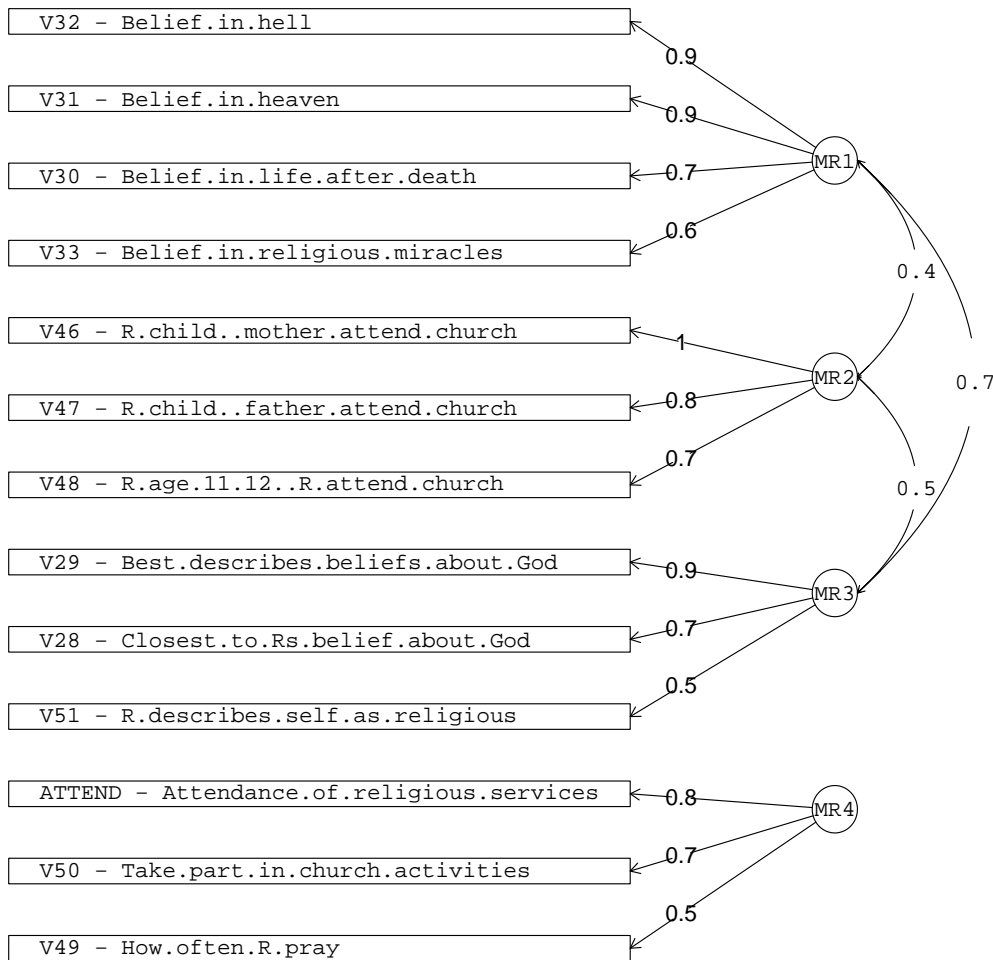 V32 – Belief.in.hell
0.9
V31 – Belief.in.heaven
0.9
MR1
V30 – Belief.in.life.after.death
0.7
V33 – Belief.in.religious.miracles
0.6
0.4
V46 – R.child..mother.attend.church
1
MR2
0.7
V47 – R.child..father.attend.church
0.8
V48 – R.age.11.12..R.attend.church
0.7
0.5
V29 – Best.describes.beliefs.about.God
0.9
MR3
V28 – Closest.to.Rs.belief.about.God
0.7
V51 – R.describes.self.as.religious
0.5
ATTEND – Attendance.of.religious.services
0.8
MR4
V50 – Take.part.in.church.activities
0.7
V49 – How.often.R.pray
0.5